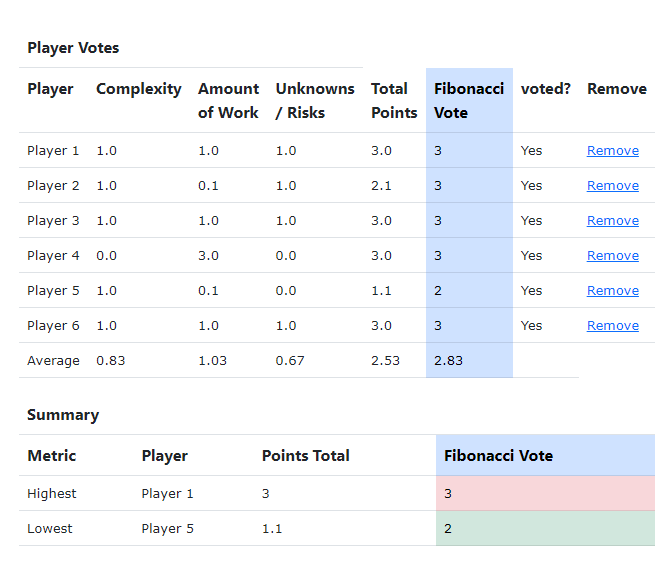 Player Votes
Player Complexity Amount of Work Unknowns / Risks Total Points Fibonacci Vote voted? Remove
Player 1 1.0 1.0 1.0 3.0 3 Yes Remove
Player 2 1.0 0.1 1.0 2.1 3 Yes Remove
Player 3 1.0 1.0 1.0 3.0 3 Yes Remove
Player 4 0.0 3.0 0.0 3.0 3 Yes Remove
Player 5 1.0 0.1 0.0 1.1 2 Yes Remove
Player 6 1.0 1.0 1.0 3.0 3 Yes Remove
Average 0.83 1.03 0.67 2.53 2.83
Summary
Metric Player Points Total Fibonacci Vote
Highest Player 1 3 3
Lowest Player 5 1.1 2